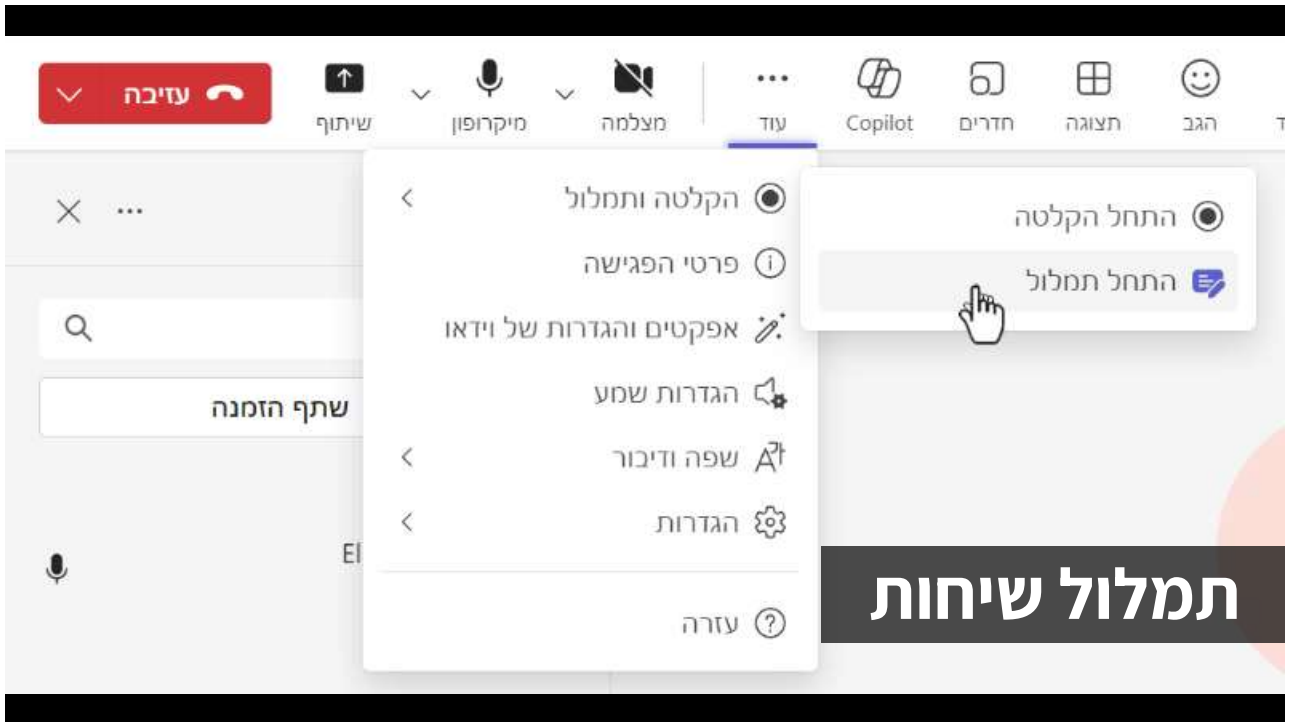 הגב
תצוגה
חדרים
Copilot
עוד
מצלמה
מיקרופון
שיתוף
עזיבה
הקלטה ותמלול
פרטי הפגישה
אפקטים והגדרות של וידאו
הגדרות שמע
שפה ודיבור
הגדרות
עזרה
התחל הקלטה
התחל תמלול
שתף הזמנה
El
תמלול שיחות